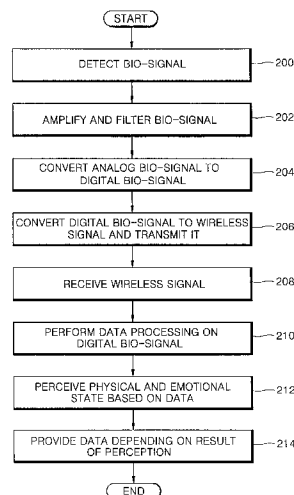 START
DETECT BIO-SIGNAL
200
AMPLIFY AND FILTER BIO-SIGNAL
202
CONVERT ANALOG BIO-SIGNAL TO
DIGITAL BIO-SIGNAL
204
CONVERT DIGITAL BIO-SIGNAL TO WIRELESS
SIGNAL AND TRANSMIT IT
206
RECEIVE WIRELESS SIGNAL
208
PERFORM DATA PROCESSING ON
DIGITAL BIO-SIGNAL
210
PERCEIVE PHYSICAL AND EMOTIONAL
STATE BASED ON DATA
212
PROVIDE DATA DEPENDING ON RESULT
OF PERCEPTION
214
END